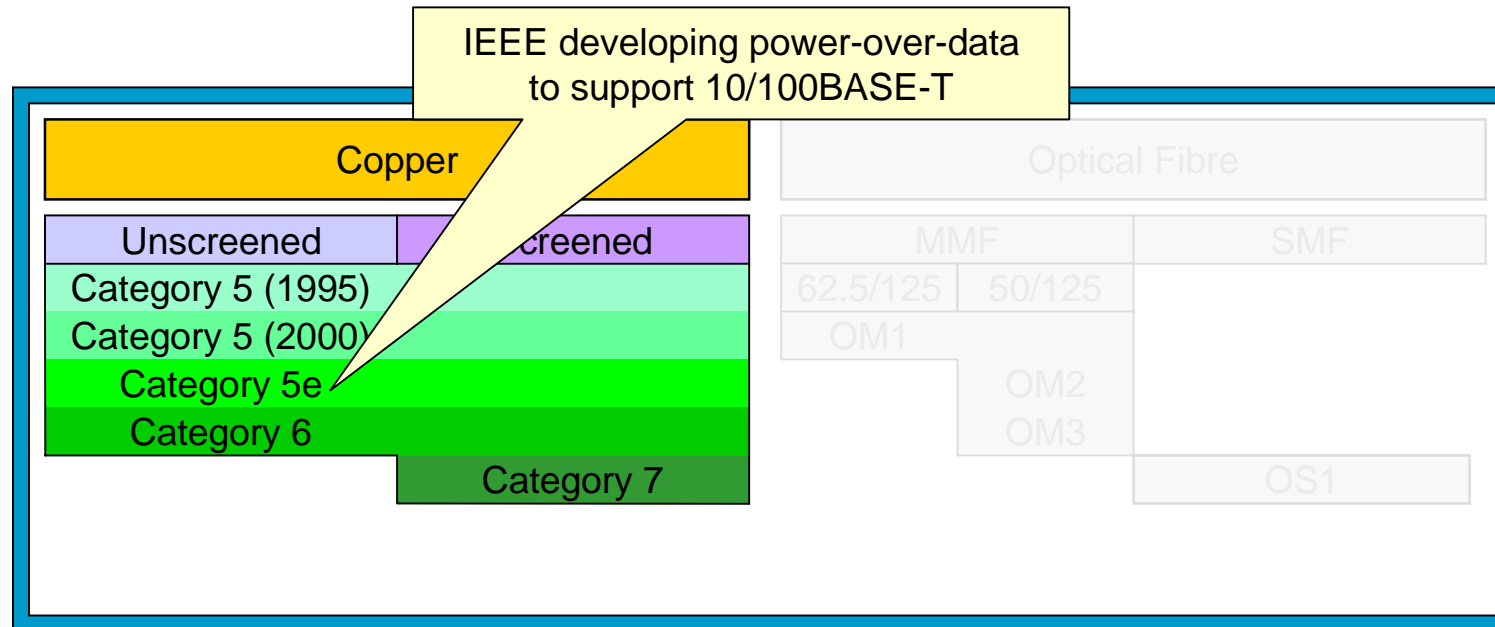 IEEE developing power-over-data
to support 10/100BASE-T
Copper
Optical Fibre
Unscreened
creened
MMF
SMF
Category 5 (1995)
62.5/125
50/125
Category 5 (2000)
OM1
Category 5e
OM2
Category 6
OM3
Category 7
OS1